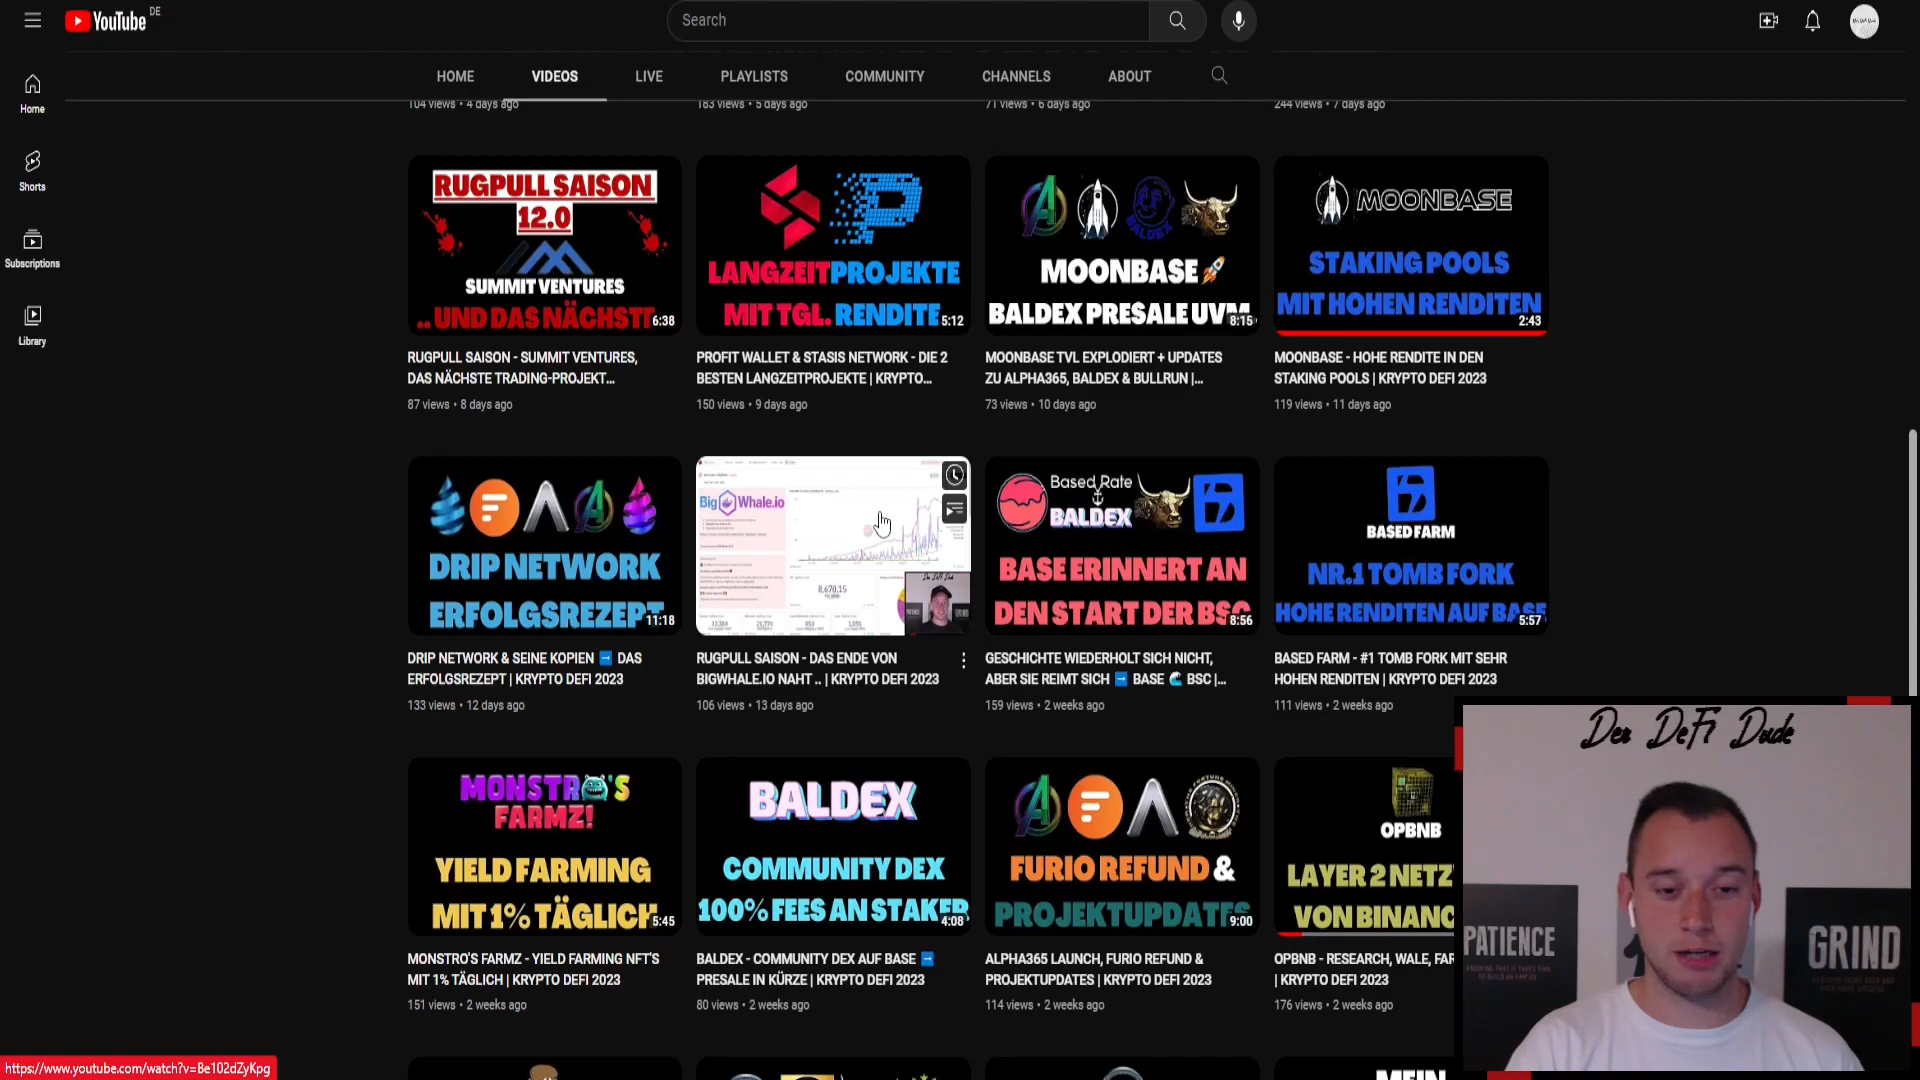 YouTube DE
Search
HOME VIDEOS LIVE PLAYLISTS COMMUNITY CHANNELS ABOUT
Home
Shorts
Subscriptions
Library
104 views • 4 days ago
183 views • 5 days ago
71 views • 6 days ago
244 views • 7 days ago
RUGPULL SAISON
12.0
SUMMIT VENTURES
.. UND DAS NÄCHSTE
6:38
RUGPULL SAISON - SUMMIT VENTURES,
DAS NÄCHSTE TRADING-PROJEKT...
87 views • 8 days ago
LANGZEITPROJEKTE
MIT TGL. RENDITE
5:12
PROFIT WALLET & STASIS NETWORK - DIE 2
BESTEN LANGZEITPROJEKTE | KRYPTO...
150 views • 9 days ago
BALDEX
MOONBASE🚀
BALDEX PRESALE UVM
8:15
MOONBASE TVL EXPLODIERT + UPDATES
ZU ALPHA365, BALDEX & BULLRUN |...
73 views • 10 days ago
MOONBASE
STAKING POOLS
MIT HOHEN RENDITEN
2:43
MOONBASE - HOHE RENDITE IN DEN
STAKING POOLS | KRYPTO DEFI 2023
119 views • 11 days ago
DRIP NETWORK
ERFOLGSREZEPT
11:18
DRIP NETWORK & SEINE KOPIEN ➡️ DAS
ERFOLGSREZEPT | KRYPTO DEFI 2023
133 views • 12 days ago
BigWhale.io
8,670.15
Der DeFi Dude
GRIND
RUGPULL SAISON - DAS ENDE VON
BIGWHALE.IO NAHT .. | KRYPTO DEFI 2023
106 views • 13 days ago
Based Rate
BALDEX
BASE ERINNERT AN
DEN START DER BSC
8:56
GESCHICHTE WIEDERHOLT SICH NICHT,
ABER SIE REIMT SICH ➡️ BASE 🌊 BSC |...
159 views • 2 weeks ago
BASED FARM
NR.1 TOMB FORK
HOHE RENDITEN AUF BASE
5:57
BASED FARM - #1 TOMB FORK MIT SEHR
HOHEN RENDITEN | KRYPTO DEFI 2023
111 views • 2 weeks ago
MONSTRO'S
FARMZ!
YIELD FARMING
MIT 1% TÄGLICH
5:45
MONSTRO'S FARMZ - YIELD FARMING NFT'S
MIT 1% TÄGLICH | KRYPTO DEFI 2023
151 views • 2 weeks ago
BALDEX
COMMUNITY DEX
100% FEES AN STAKER
4:08
BALDEX - COMMUNITY DEX AUF BASE ➡️
PRESALE IN KÜRZE | KRYPTO DEFI 2023
80 views • 2 weeks ago
FURIO REFUND &
PROJEKTUPDATES
9:00
ALPHA365 LAUNCH, FURIO REFUND &
PROJEKTUPDATES | KRYPTO DEFI 2023
114 views • 2 weeks ago
OPBNB
LAYER 2 NETZ
VON BINANC
OPBNB - RESEARCH, WALE, FAR
| KRYPTO DEFI 2023
176 views • 2 weeks ago
Der DeFi Dude
PATIENCE
GRIND
MEIN
https://www.youtube.com/watch?v=Be102dZyKpg